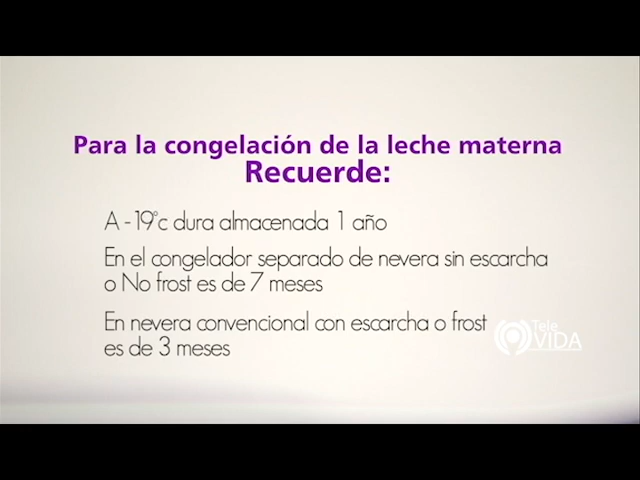 Para la congelación de la leche materna
Recuerde:
A -19°c dura almacenada 1 año
En el congelador separado de nevera sin escarcha
o No frost es de 7 meses
En nevera convencional con escarcha o frost
es de 3 meses
Tele
VIDA